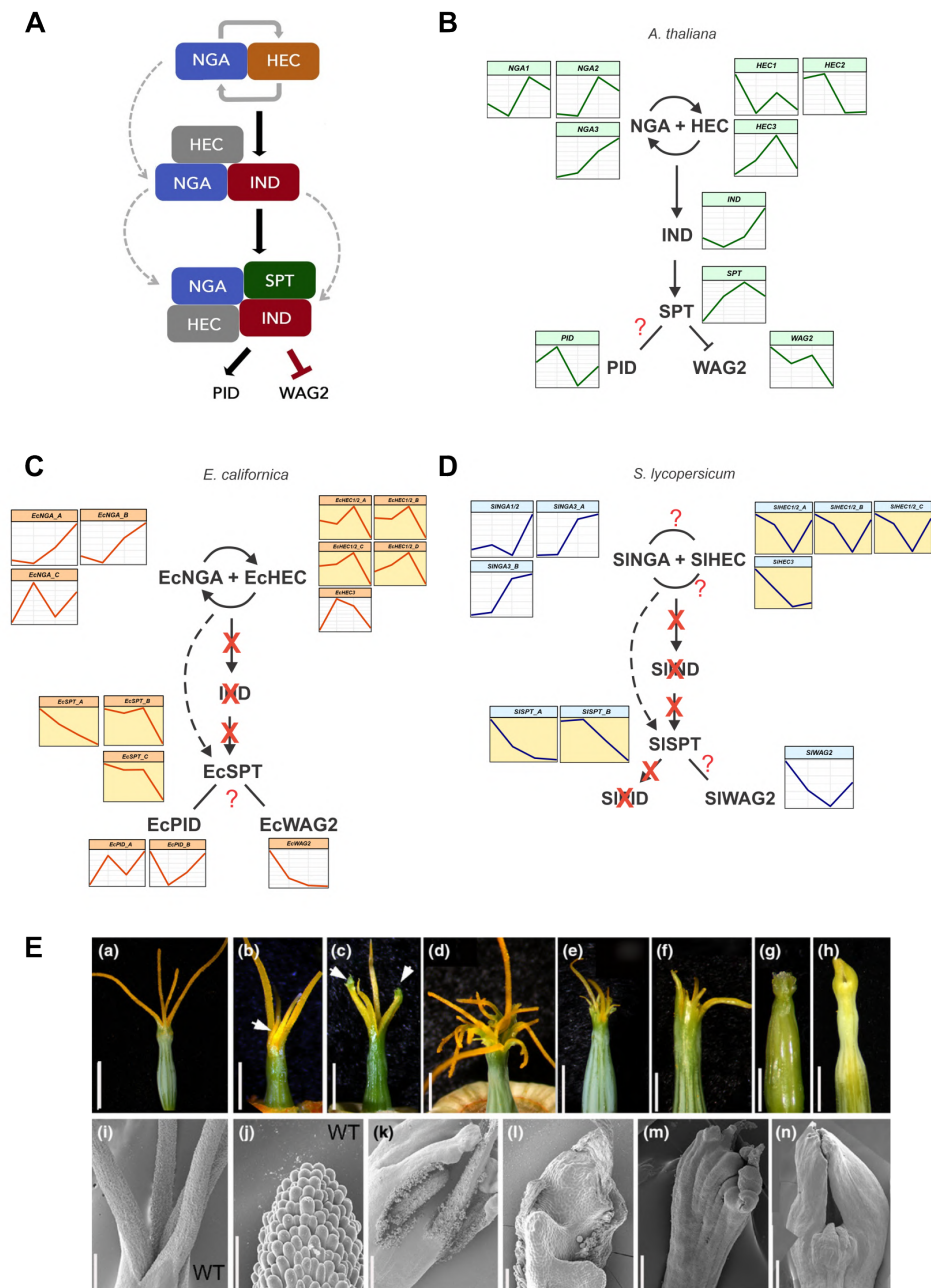 A
NGA HEC
HEC
NGA IND
NGA SPT
HEC IND
PID WAG2
B
A. thaliana
NGA1 NGA2
HEC1 HEC2
NGA3
NGA + HEC
HEC3
IND
IND
SPT
SPT
?
PID
PID
WAG2
WAG2
C
E. californica
EcNGA_A EcNGA_B
EcHEC1/2_A EcHEC1/2_B
EcHEC1/2_C EcHEC1/2_D
EcNGA_C
EcNGA + EcHEC
EcHEC3
X
IND
X
EcSPT_A EcSPT_B
X
EcSPT_C
EcSPT
?
EcPID EcWAG2
EcPID_A EcPID_B
EcWAG2
D
S. lycopersicum
SlNGA1/2 SlNGA3_A
?
SlHEC1/2_A SlHEC1/2_B SlHEC1/2_C
SlNGA + SlHEC
SlNGA3_B
SlHEC3
?
X
SlIND
X
X
SlSPT_A SlSPT_B
SlSPT
?
X
SlPID
X
SlWAG2
SlWAG2
E
(a) (b) (c) (d) (e) (f) (g) (h)
(i) (j) WT (k) (l) (m) (n)
WT